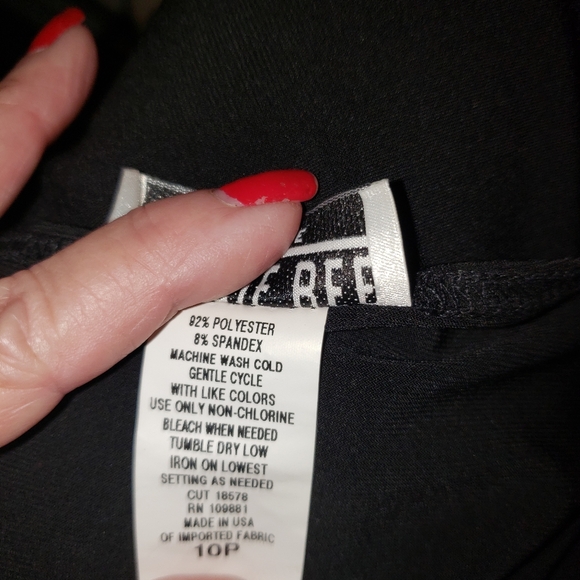 92% POLYESTER
8% SPANDEX
MACHINE WASH COLD
GENTLE CYCLE
WITH LIKE COLORS
USE ONLY NON-CHLORINE
BLEACH WHEN NEEDED
TUMBLE DRY LOW
IRON ON LOWEST
SETTING AS NEEDED
CUT 18578
RN 109881
MADE IN USA
OF IMPORTED FABRIC
10P